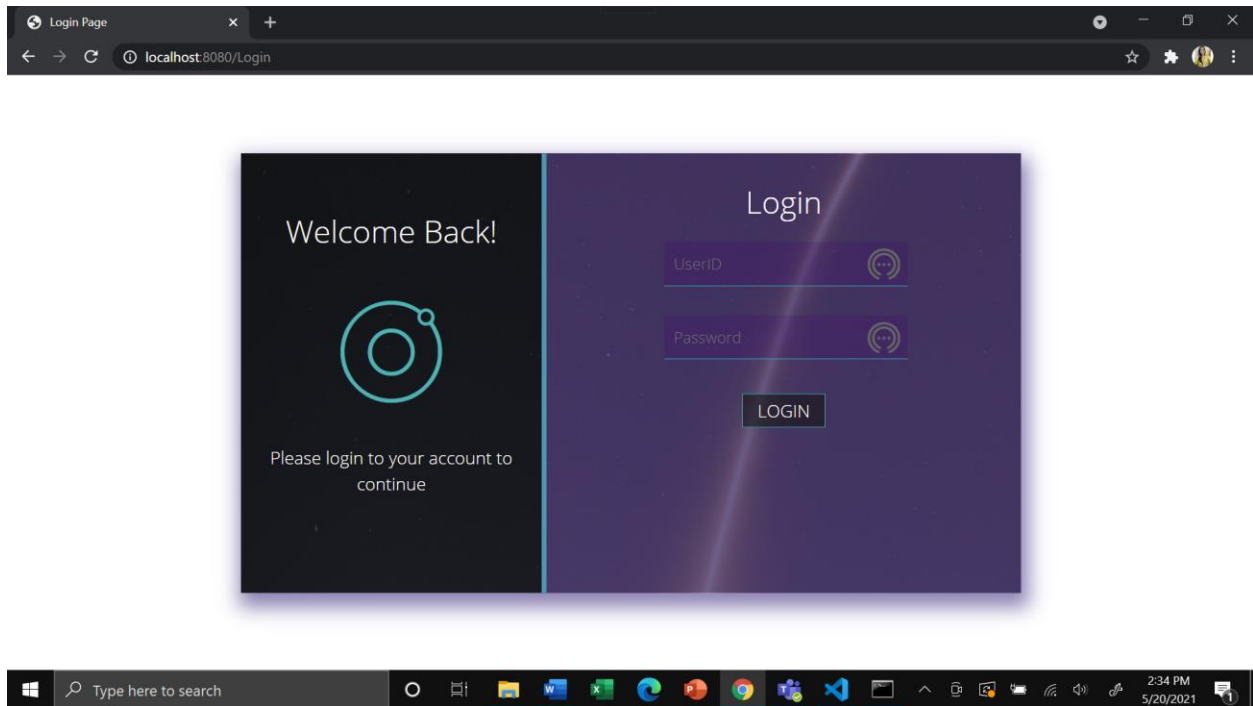 Login Page
localhost:8080/Login
Welcome Back!
Please login to your account to
continue
Login
UserID
Password
LOGIN
Type here to search
2:34 PM
5/20/2021
1